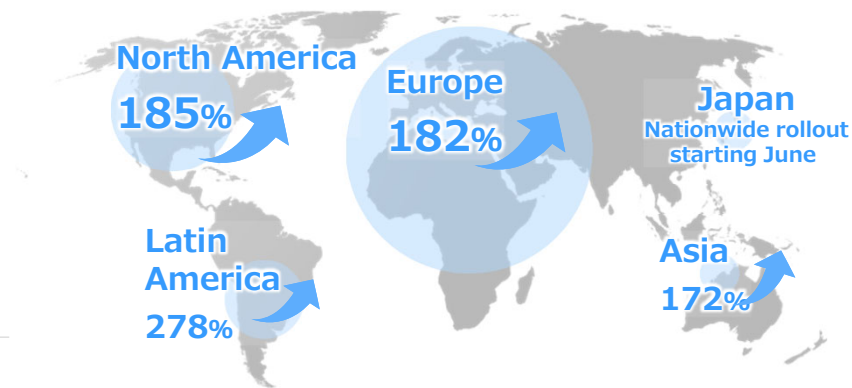 North America
185%
Europe
182%
Japan
Nationwide rollout
starting June
Latin
America
278%
Asia
172%